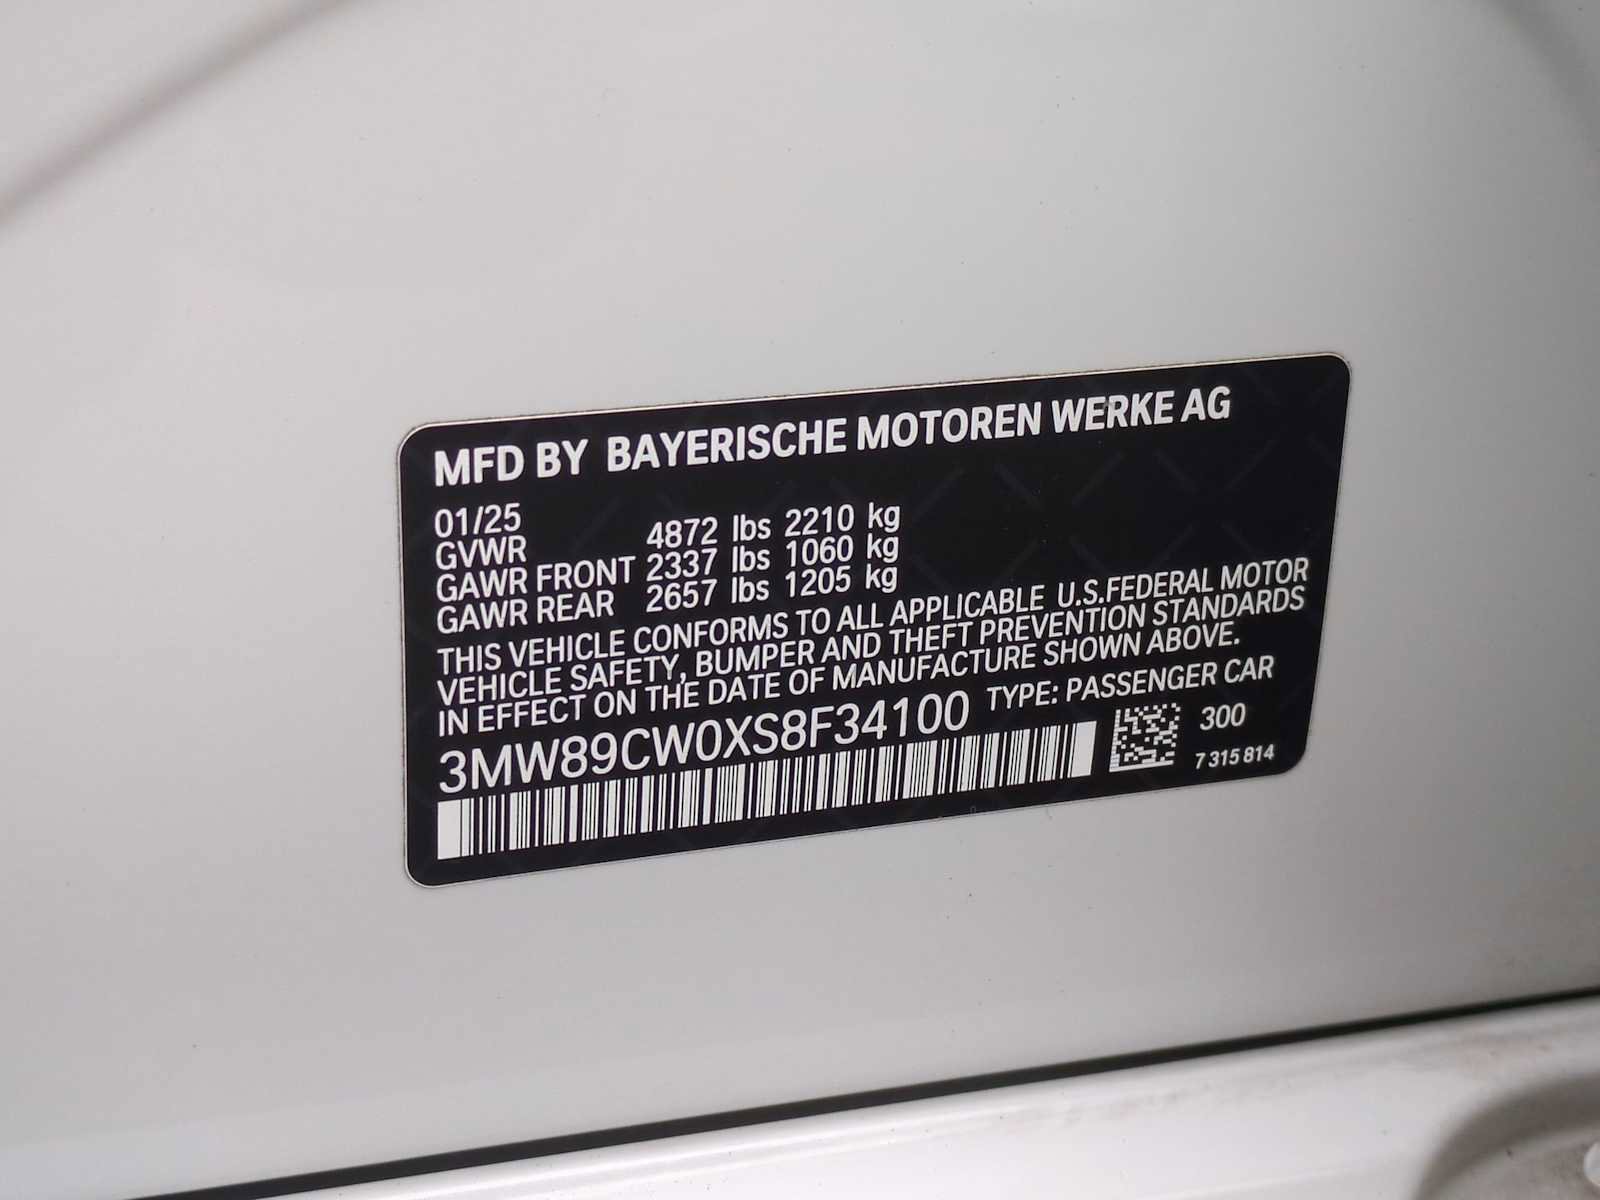 MFD BY BAYERISCHE MOTOREN WERKE AG
01/25
GVWR 4872 lbs 2210 kg
GAWR FRONT 2337 lbs 1060 kg
GAWR REAR 2657 lbs 1205 kg
THIS VEHICLE CONFORMS TO ALL APPLICABLE U.S.FEDERAL MOTOR
VEHICLE SAFETY, BUMPER AND THEFT PREVENTION STANDARDS
IN EFFECT ON THE DATE OF MANUFACTURE SHOWN ABOVE.
3MW89CW0XS8F34100 TYPE: PASSENGER CAR
300
7 315 814